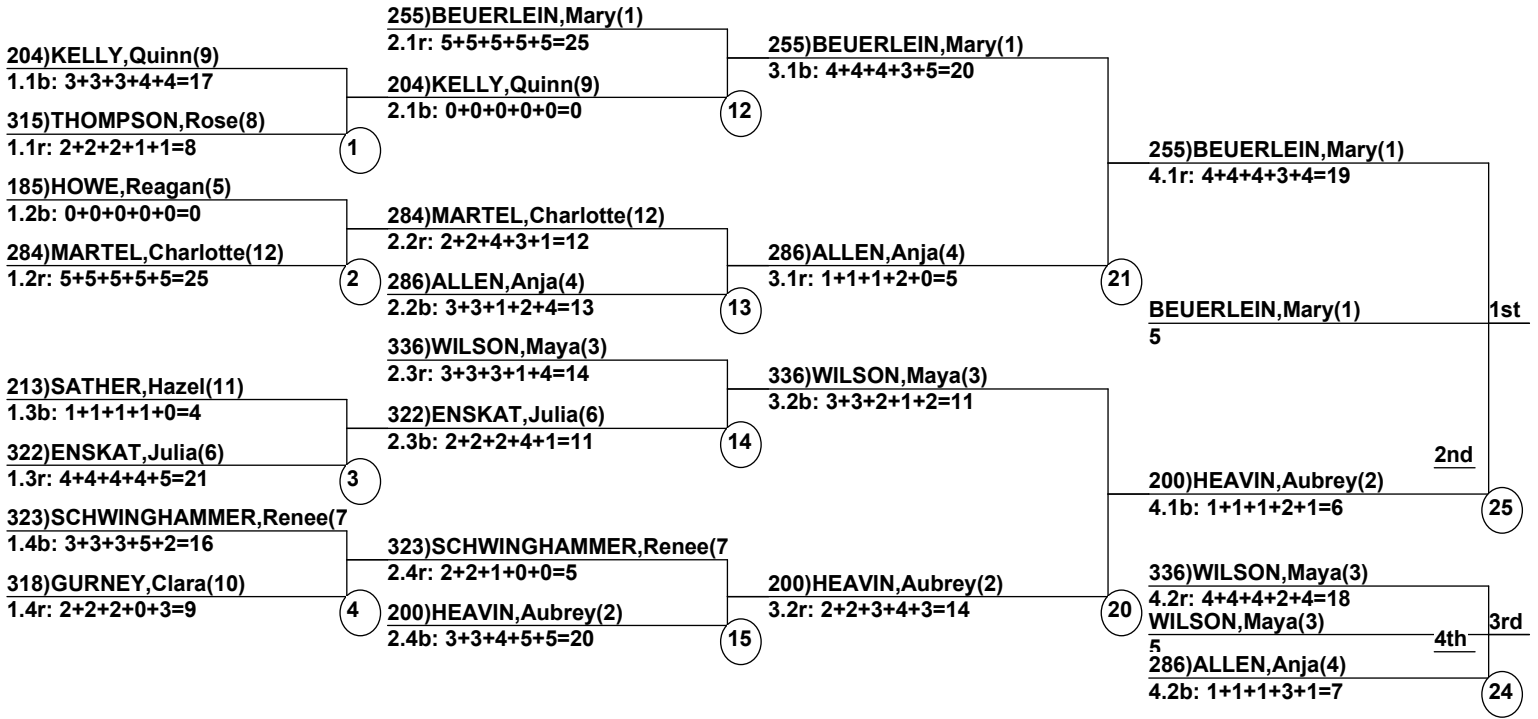 204)KELLY,Quinn(9)
1.1b: 3+3+3+4+4=17
315)THOMPSON,Rose(8)
1.1r: 2+2+2+1+1=8
1
185)HOWE,Reagan(5)
1.2b: 0+0+0+0+0=0
284)MARTEL,Charlotte(12)
1.2r: 5+5+5+5+5=25
2
213)SATHER,Hazel(11)
1.3b: 1+1+1+1+0=4
322)ENSKAT,Julia(6)
1.3r: 4+4+4+4+5=21
3
323)SCHWINGHAMMER,Renee(7
1.4b: 3+3+3+5+2=16
318)GURNEY,Clara(10)
1.4r: 2+2+2+0+3=9
4
255)BEUERLEIN,Mary(1)
2.1r: 5+5+5+5+5=25
204)KELLY,Quinn(9)
2.1b: 0+0+0+0+0=0
12
284)MARTEL,Charlotte(12)
2.2r: 2+2+4+3+1=12
286)ALLEN,Anja(4)
2.2b: 3+3+1+2+4=13
13
336)WILSON,Maya(3)
2.3r: 3+3+3+1+4=14
322)ENSKAT,Julia(6)
2.3b: 2+2+2+4+1=11
14
323)SCHWINGHAMMER,Renee(7
2.4r: 2+2+1+0+0=5
200)HEAVIN,Aubrey(2)
2.4b: 3+3+4+5+5=20
15
255)BEUERLEIN,Mary(1)
3.1b: 4+4+4+3+5=20
286)ALLEN,Anja(4)
3.1r: 1+1+1+2+0=5
21
336)WILSON,Maya(3)
3.2b: 3+3+2+1+2=11
200)HEAVIN,Aubrey(2)
3.2r: 2+2+3+4+3=14
20
255)BEUERLEIN,Mary(1)
4.1r: 4+4+4+3+4=19
BEUERLEIN,Mary(1)
5
1st
2nd
200)HEAVIN,Aubrey(2)
4.1b: 1+1+1+2+1=6
25
336)WILSON,Maya(3)
4.2r: 4+4+4+2+4=18
WILSON,Maya(3)
5
3rd
4th
286)ALLEN,Anja(4)
4.2b: 1+1+1+3+1=7
24